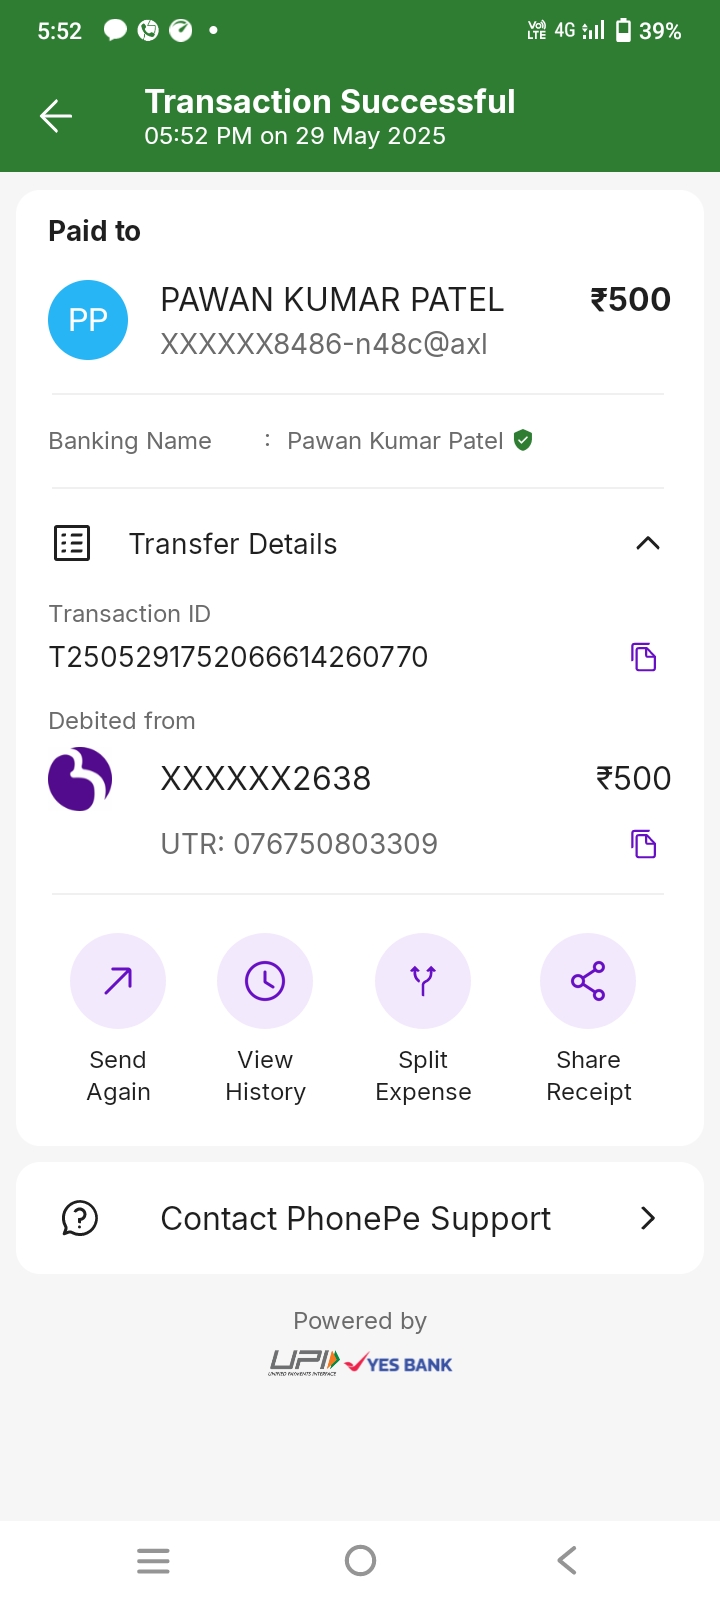 5:52
Vo) LTE 4G 39%
Transaction Successful
05:52 PM on 29 May 2025
Paid to
PP
PAWAN KUMAR PATEL ₹500
XXXXXX8486-n48c@axl
Banking Name : Pawan Kumar Patel
Transfer Details
Transaction ID
T2505291752066614260770
Debited from
XXXXXX2638 ₹500
UTR: 076750803309
Send Again
View History
Split Expense
Share Receipt
Contact PhonePe Support
Powered by
UPI
UNIFIED PAYMENTS INTERFACE
YES BANK